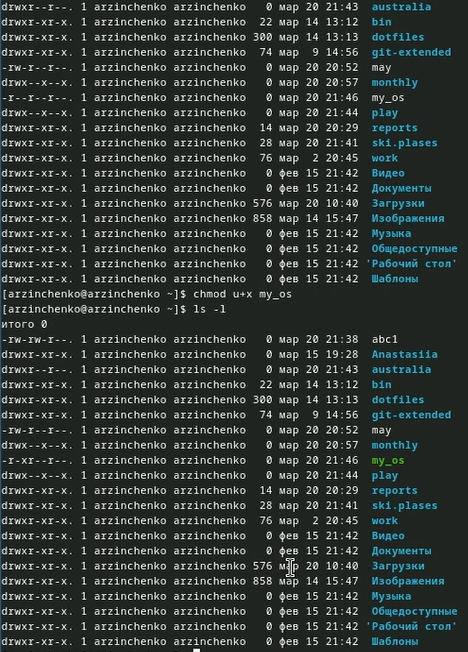 drwxr--r--. 1 arzinchenko arzinchenko   0 мар 20 21:43  australia
drwxr-xr-x. 1 arzinchenko arzinchenko  22 мар 14 13:12  bin
drwxr-xr-x. 1 arzinchenko arzinchenko 300 мар 14 13:13  dotfiles
drwxr-xr-x. 1 arzinchenko arzinchenko  74 мар  9 14:56  git-extended
-rw-r--r--. 1 arzinchenko arzinchenko   0 мар 20 20:52  may
drwx--x--x. 1 arzinchenko arzinchenko   0 мар 20 20:57  monthly
-r--r--r--. 1 arzinchenko arzinchenko   0 мар 20 21:46  my_os
drwx--x--x. 1 arzinchenko arzinchenko   0 мар 20 21:44  play
drwxr-xr-x. 1 arzinchenko arzinchenko  14 мар 20 20:29  reports
drwxr-xr-x. 1 arzinchenko arzinchenko  28 мар 20 21:41  ski.plases
drwxr-xr-x. 1 arzinchenko arzinchenko  76 мар  2 20:45  work
drwxr-xr-x. 1 arzinchenko arzinchenko   0 фев 15 21:42  Видео
drwxr-xr-x. 1 arzinchenko arzinchenko   0 фев 15 21:42  Документы
drwxr-xr-x. 1 arzinchenko arzinchenko 576 мар 20 10:40  Загрузки
drwxr-xr-x. 1 arzinchenko arzinchenko 858 мар 14 15:47  Изображения
drwxr-xr-x. 1 arzinchenko arzinchenko   0 фев 15 21:42  Музыка
drwxr-xr-x. 1 arzinchenko arzinchenko   0 фев 15 21:42  Общедоступные
drwxr-xr-x. 1 arzinchenko arzinchenko   0 фев 15 21:42 'Рабочий стол'
drwxr-xr-x. 1 arzinchenko arzinchenko   0 фев 15 21:42  Шаблоны
[arzinchenko@arzinchenko ~]$ chmod u+x my_os
[arzinchenko@arzinchenko ~]$ ls -l
итого 0
-rw-rw-r--. 1 arzinchenko arzinchenko   0 мар 20 21:38  abc1
drwxr-xr-x. 1 arzinchenko arzinchenko   0 мар 15 19:28  Anastasiia
drwxr--r--. 1 arzinchenko arzinchenko   0 мар 20 21:43  australia
drwxr-xr-x. 1 arzinchenko arzinchenko  22 мар 14 13:12  bin
drwxr-xr-x. 1 arzinchenko arzinchenko 300 мар 14 13:13  dotfiles
drwxr-xr-x. 1 arzinchenko arzinchenko  74 мар  9 14:56  git-extended
-rw-r--r--. 1 arzinchenko arzinchenko   0 мар 20 20:52  may
drwx--x--x. 1 arzinchenko arzinchenko   0 мар 20 20:57  monthly
-r-xr--r--. 1 arzinchenko arzinchenko   0 мар 20 21:46  my_os
drwx--x--x. 1 arzinchenko arzinchenko   0 мар 20 21:44  play
drwxr-xr-x. 1 arzinchenko arzinchenko  14 мар 20 20:29  reports
drwxr-xr-x. 1 arzinchenko arzinchenko  28 мар 20 21:41  ski.plases
drwxr-xr-x. 1 arzinchenko arzinchenko  76 мар  2 20:45  work
drwxr-xr-x. 1 arzinchenko arzinchenko   0 фев 15 21:42  Видео
drwxr-xr-x. 1 arzinchenko arzinchenko   0 фев 15 21:42  Документы
drwxr-xr-x. 1 arzinchenko arzinchenko 576 мар 20 10:40  Загрузки
drwxr-xr-x. 1 arzinchenko arzinchenko 858 мар 14 15:47  Изображения
drwxr-xr-x. 1 arzinchenko arzinchenko   0 фев 15 21:42  Музыка
drwxr-xr-x. 1 arzinchenko arzinchenko   0 фев 15 21:42  Общедоступные
drwxr-xr-x. 1 arzinchenko arzinchenko   0 фев 15 21:42 'Рабочий стол'
drwxr-xr-x. 1 arzinchenko arzinchenko   0 фев 15 21:42  Шаблоны